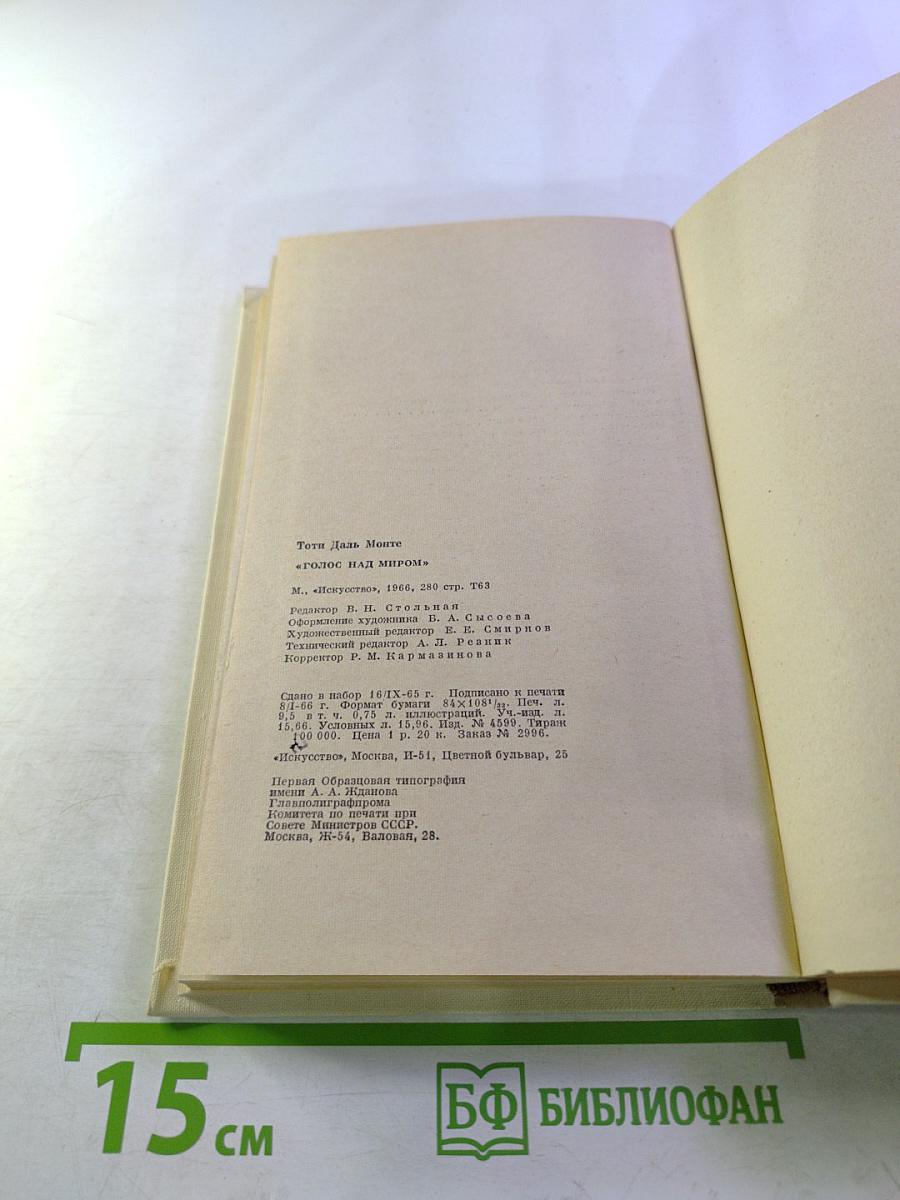 Тоти Даль Монте
«ГОЛОС НАД МИРОМ»
М., «Искусство», 1966, 280 стр. Т63
Редактор В. Н. Стольная
Оформление художника Б. А. Сысоева
Художественный редактор Е. Е. Смирнов
Технический редактор А. Л. Резник
Корректор Р. М. Кармазинова
Сдано в набор 16/IX-65 г. Подписано к печати
8/I-66 г. Формат бумаги 84×108¹/₃₂. Печ. л.
9,5 в т. ч. 0,75 л. иллюстраций. Уч.-изд. л.
15,66. Условных л. 15,96. Изд. № 4599. Тираж
100 000. Цена 1 р. 20 к. Заказ № 2996.
«Искусство», Москва, И-51, Цветной бульвар, 25
Первая Образцовая типография
имени А. А. Жданова
Главполиграфпрома
Комитета по печати при
Совете Министров СССР.
Москва, Ж-54, Валовая, 28.
15 см
БФ БИБЛИОФАН